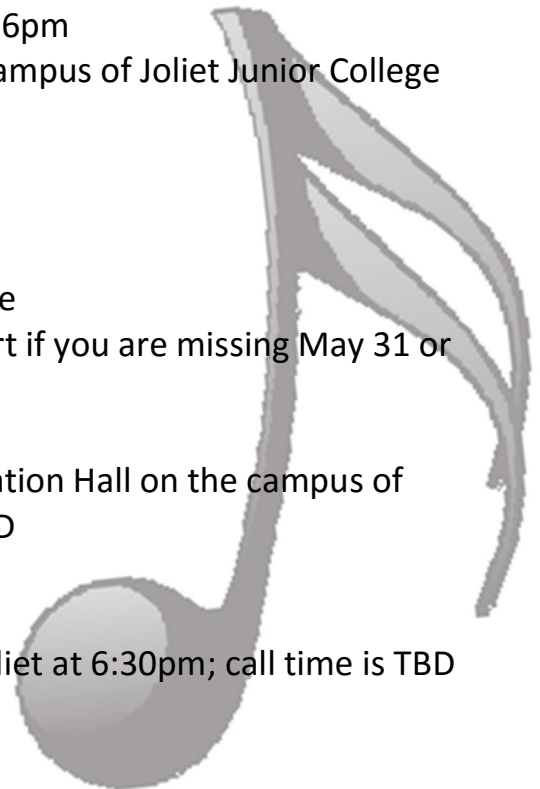 6pm
ampus of Joliet Junior College
e
rt if you are missing May 31 or
ation Hall on the campus of
D
liet at 6:30pm; call time is TBD